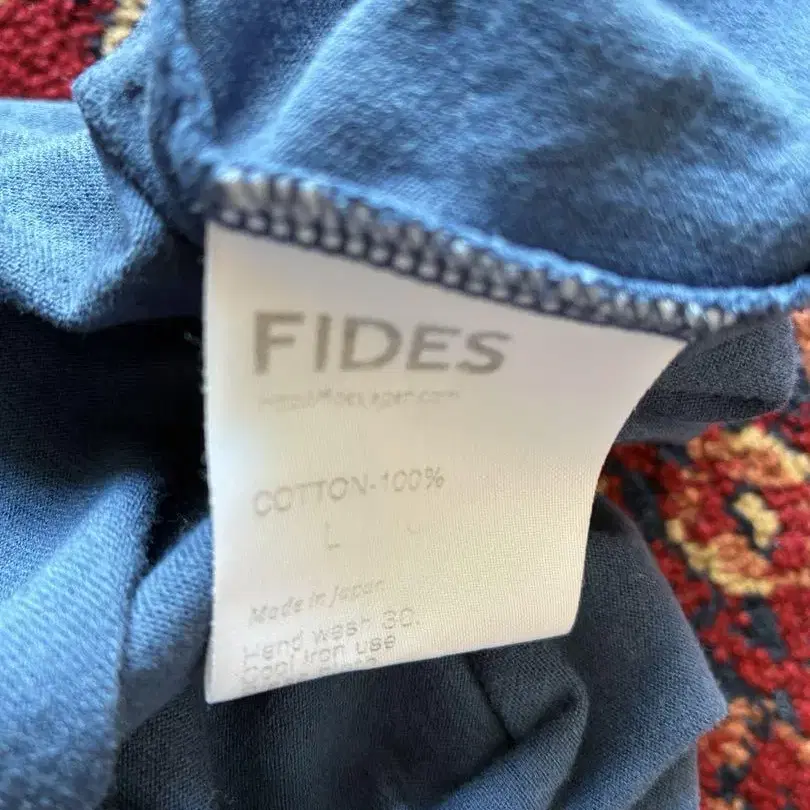 FIDES
COTTON-100%
L
Made in Japan
Hand wash 30.
Cool iron use